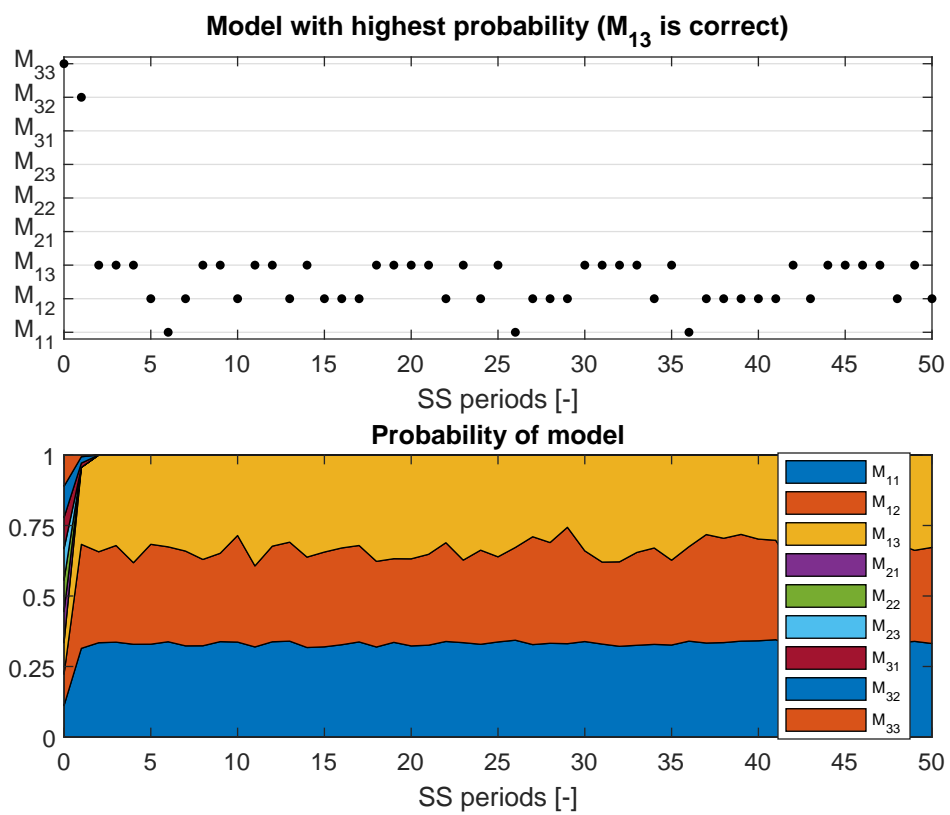 Model with highest probability (M13 is correct)
M33
M32
M31
M23
M22
M21
M13
M12
M11
0 5 10 15 20 25 30 35 40 45 50
SS periods [-]
Probability of model
1
0.75
0.5
0.25
0
M11
M12
M13
M21
M22
M23
M31
M32
M33
0 5 10 15 20 25 30 35 40 45 50
SS periods [-]